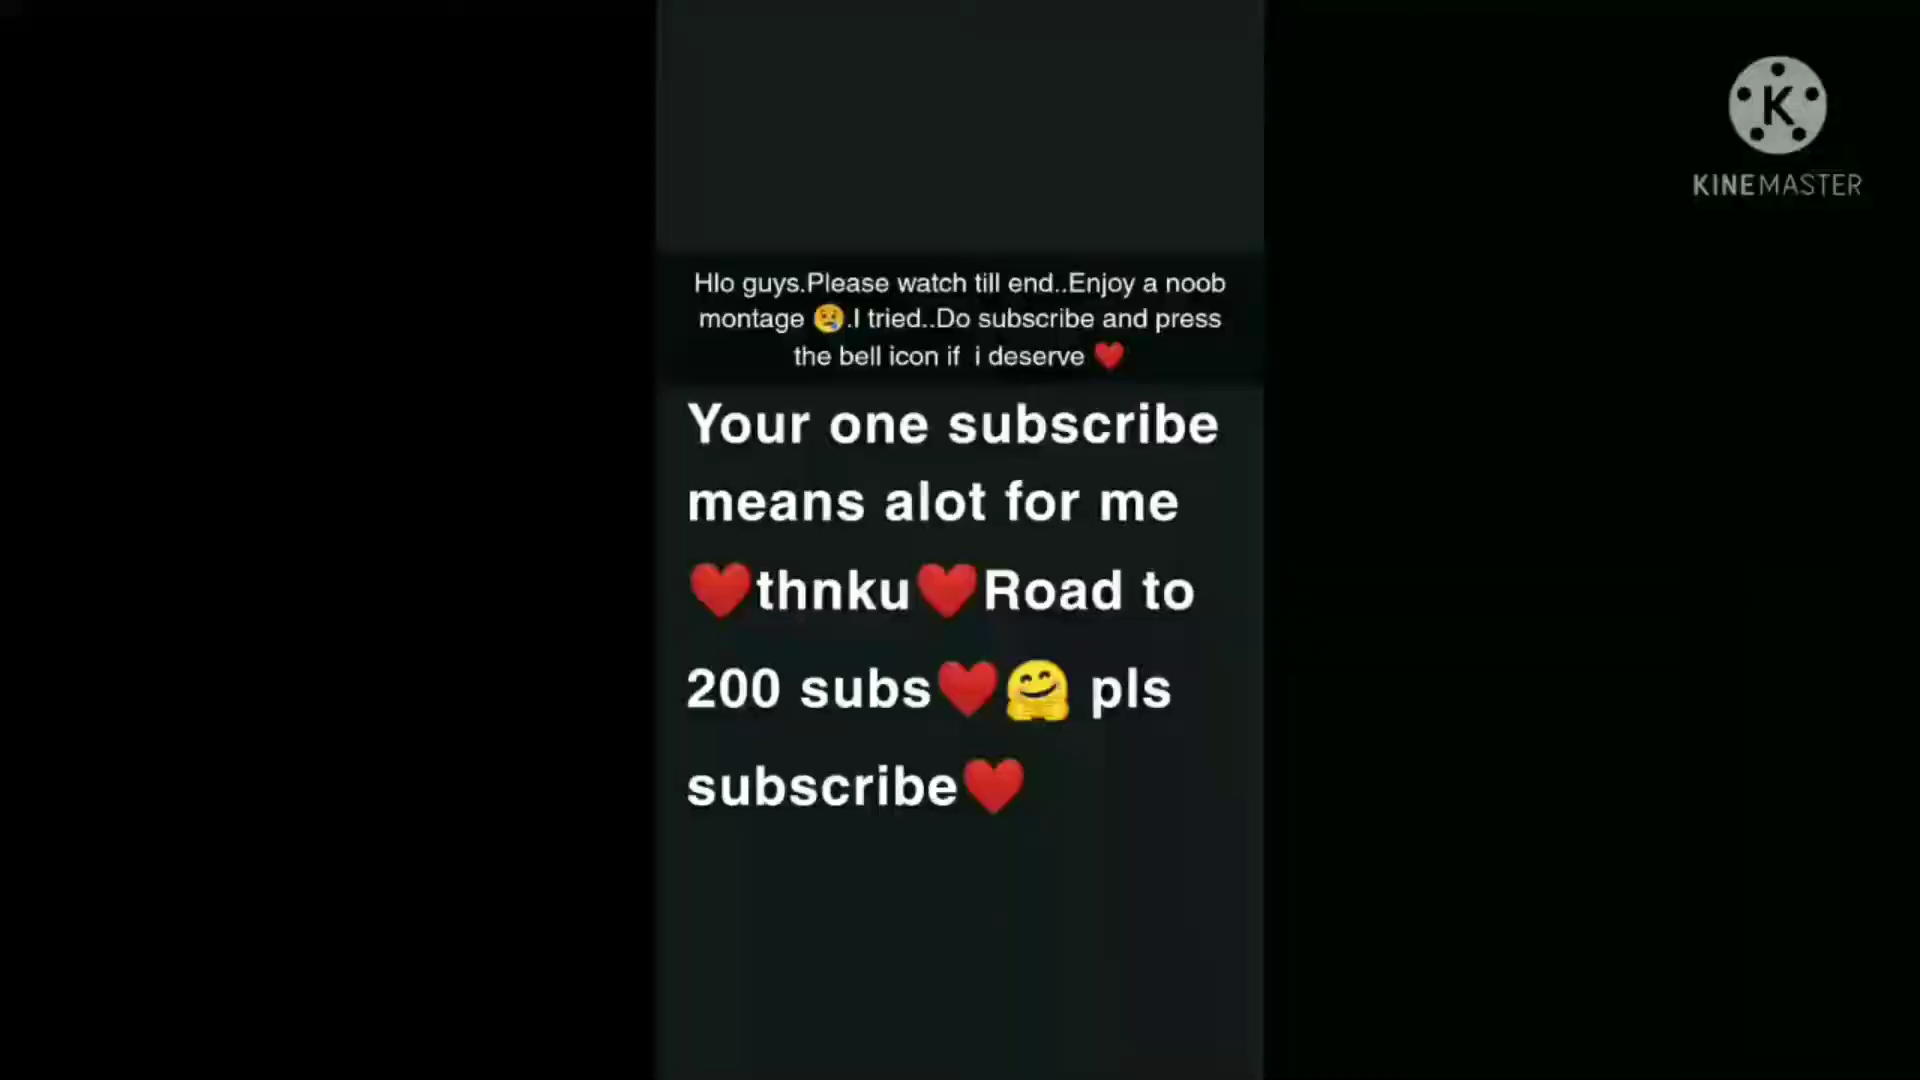 K
KINEMASTER
Hlo guys.Please watch till end..Enjoy a noob
montage 😢.I tried..Do subscribe and press
the bell icon if i deserve ❤️
Your one subscribe
means alot for me
❤️thnku❤️Road to
200 subs❤️🤗 pls
subscribe❤️